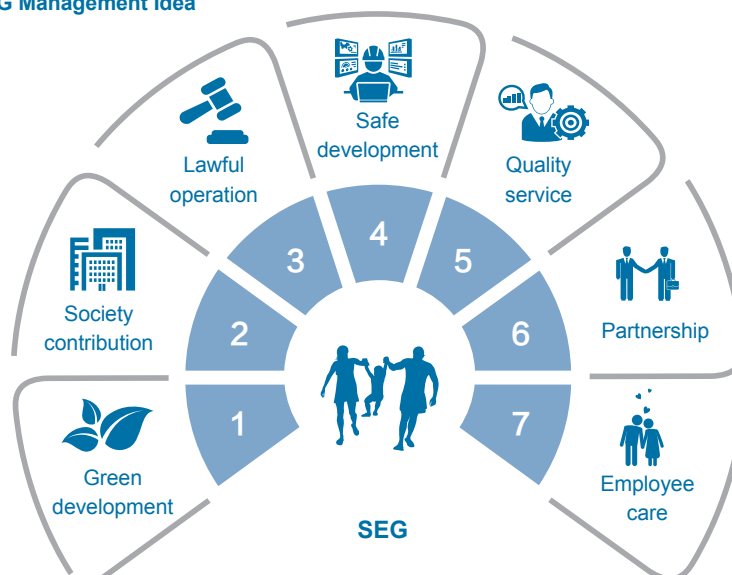 G Management Idea
Safe
development
Lawful
operation
Quality
service
Society
contribution
Partnership
Green
development
Employee
care
1
2
3
4
5
6
7
SEG